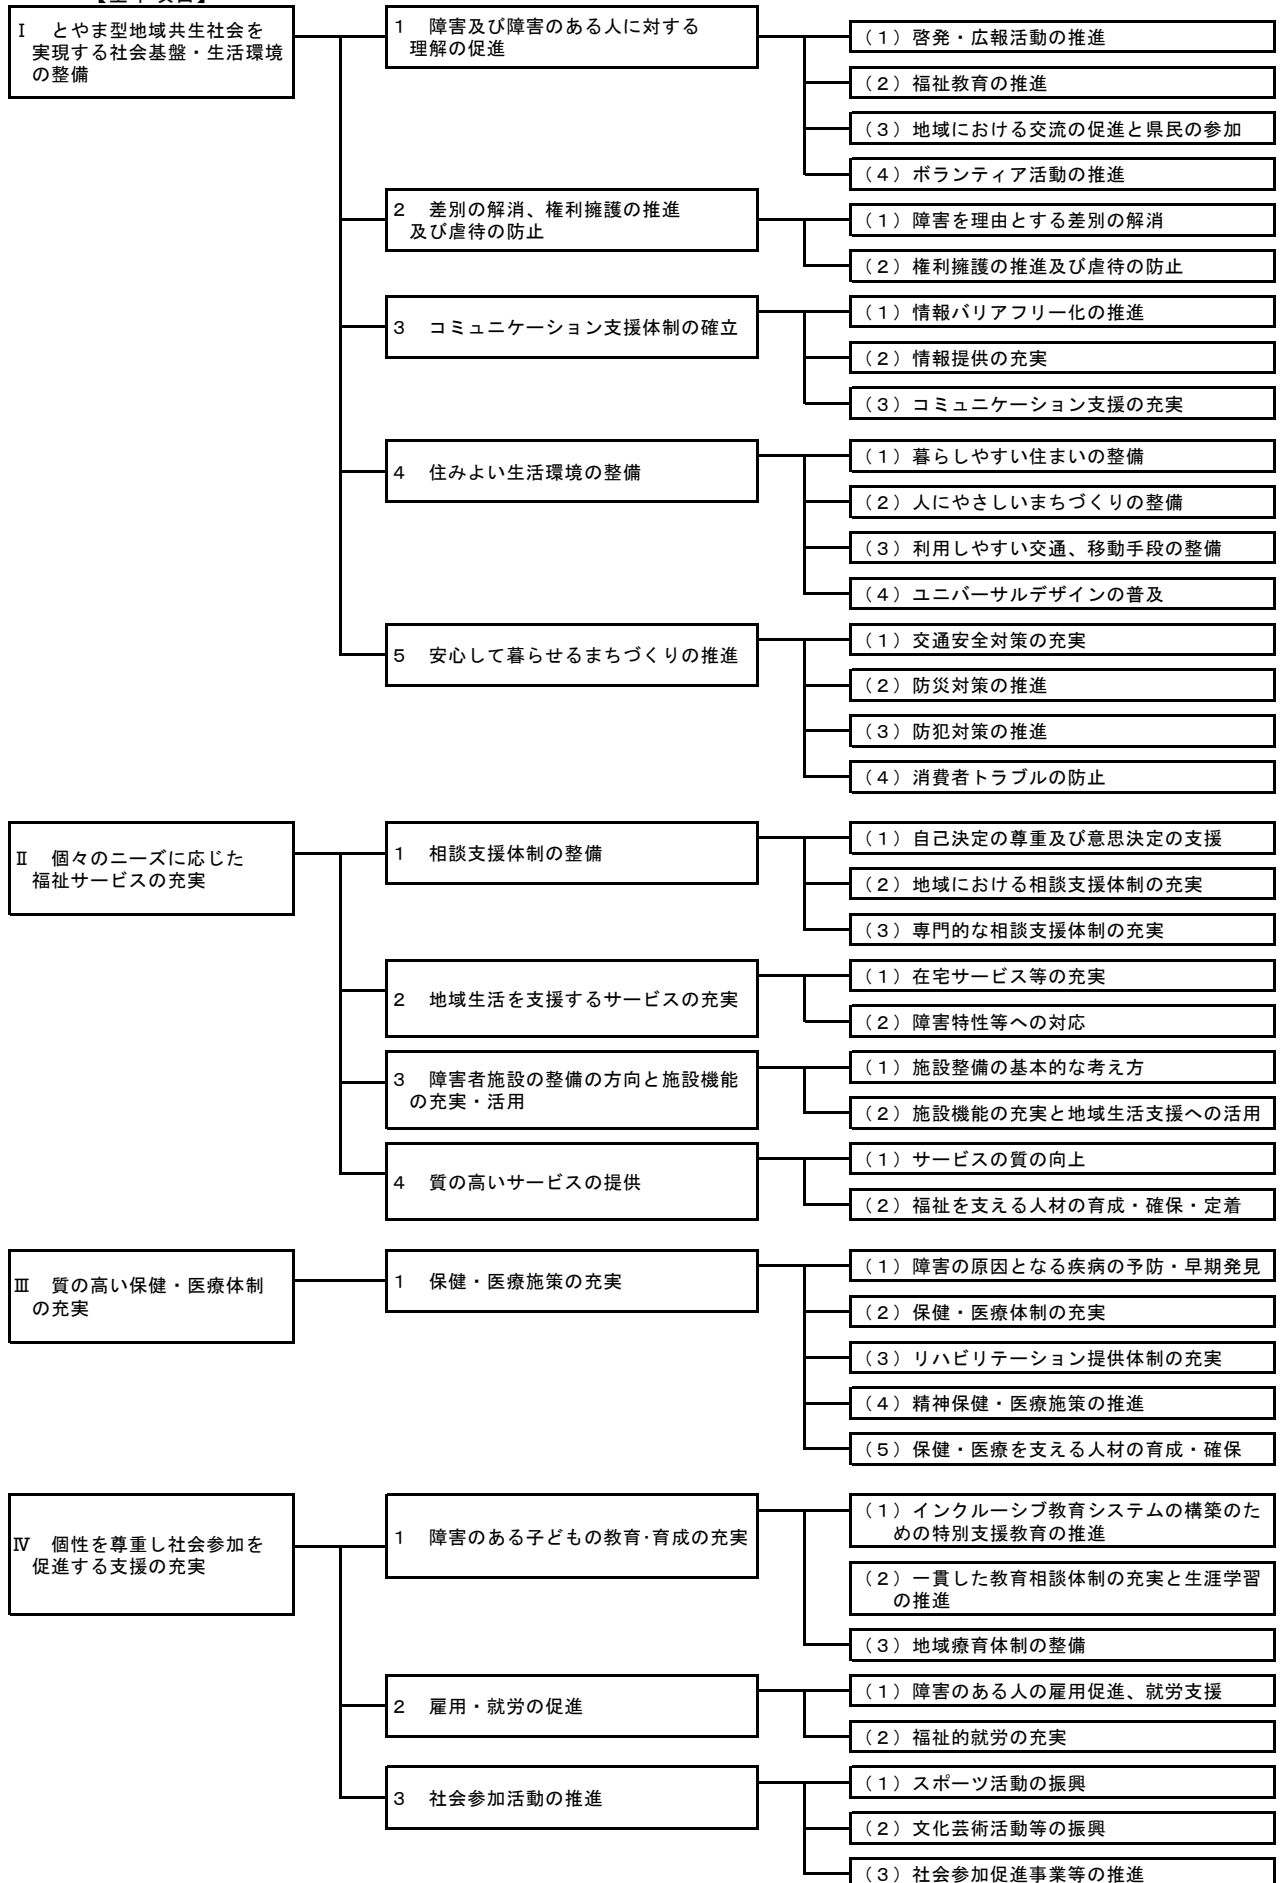 Ⅰ　とやま型地域共生社会を
実現する社会基盤・生活環境
の整備
1　障害及び障害のある人に対する
理解の促進
（1）啓発・広報活動の推進
（2）福祉教育の推進
（3）地域における交流の促進と県民の参加
（4）ボランティア活動の推進
2　差別の解消、権利擁護の推進
及び虐待の防止
（1）障害を理由とする差別の解消
（2）権利擁護の推進及び虐待の防止
3　コミュニケーション支援体制の確立
（1）情報バリアフリー化の推進
（2）情報提供の充実
（3）コミュニケーション支援の充実
4　住みよい生活環境の整備
（1）暮らしやすい住まいの整備
（2）人にやさしいまちづくりの整備
（3）利用しやすい交通、移動手段の整備
（4）ユニバーサルデザインの普及
5　安心して暮らせるまちづくりの推進
（1）交通安全対策の充実
（2）防災対策の推進
（3）防犯対策の推進
（4）消費者トラブルの防止
Ⅱ　個々のニーズに応じた
福祉サービスの充実
1　相談支援体制の整備
（1）自己決定の尊重及び意思決定の支援
（2）地域における相談支援体制の充実
（3）専門的な相談支援体制の充実
2　地域生活を支援するサービスの充実
（1）在宅サービス等の充実
（2）障害特性等への対応
3　障害者施設の整備の方向と施設機能
の充実・活用
（1）施設整備の基本的な考え方
（2）施設機能の充実と地域生活支援への活用
4　質の高いサービスの提供
（1）サービスの質の向上
（2）福祉を支える人材の育成・確保・定着
Ⅲ　質の高い保健・医療体制
の充実
1　保健・医療施策の充実
（1）障害の原因となる疾病の予防・早期発見
（2）保健・医療体制の充実
（3）リハビリテーション提供体制の充実
（4）精神保健・医療施策の推進
（5）保健・医療を支える人材の育成・確保
Ⅳ　個性を尊重し社会参加を
促進する支援の充実
1　障害のある子どもの教育・育成の充実
（1）インクルーシブ教育システムの構築のた
めの特別支援教育の推進
（2）一貫した教育相談体制の充実と生涯学習
の推進
（3）地域療育体制の整備
2　雇用・就労の促進
（1）障害のある人の雇用促進、就労支援
（2）福祉的就労の充実
3　社会参加活動の推進
（1）スポーツ活動の振興
（2）文化芸術活動等の振興
（3）社会参加促進事業等の推進